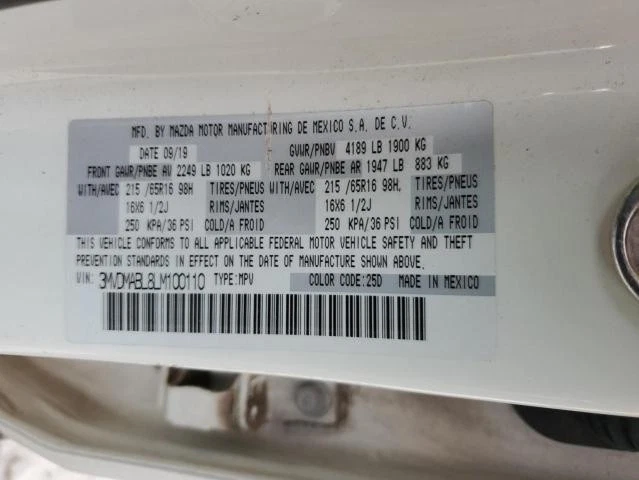 MFD. BY MAZDA MOTOR MANUFACTURING DE MEXICO S.A. DE C.V.
DATE 09/19 GVWR/PNBV 4189 LB 1900 KG
FRONT GAWR/PNBE AV 2249 LB 1020 KG REAR GAWR/PNBE AR 1947 LB 883 KG
WITH/AVEC 215 /65R16 98H TIRES/PNEUS WITH/AVEC 215 /65R16 98H. TIRES/PNEUS
16X6 1/2J RIMS/JANTES 16X6 1/2J RIMS/JANTES
250 KPA/36 PSI COLD/A FROID 250 KPA/36 PSI COLD/A FROID
THIS VEHICLE CONFORMS TO ALL APPLICABLE FEDERAL MOTOR VEHICLE SAFETY AND THEFT
PREVENTION STANDARDS IN EFFECT ON THE DATE OF MANUFACTURE SHOWN ABOVE.
VIN: 3MVDMABL8LM100110 TYPE:MPV COLOR CODE:25D MADE IN MEXICO